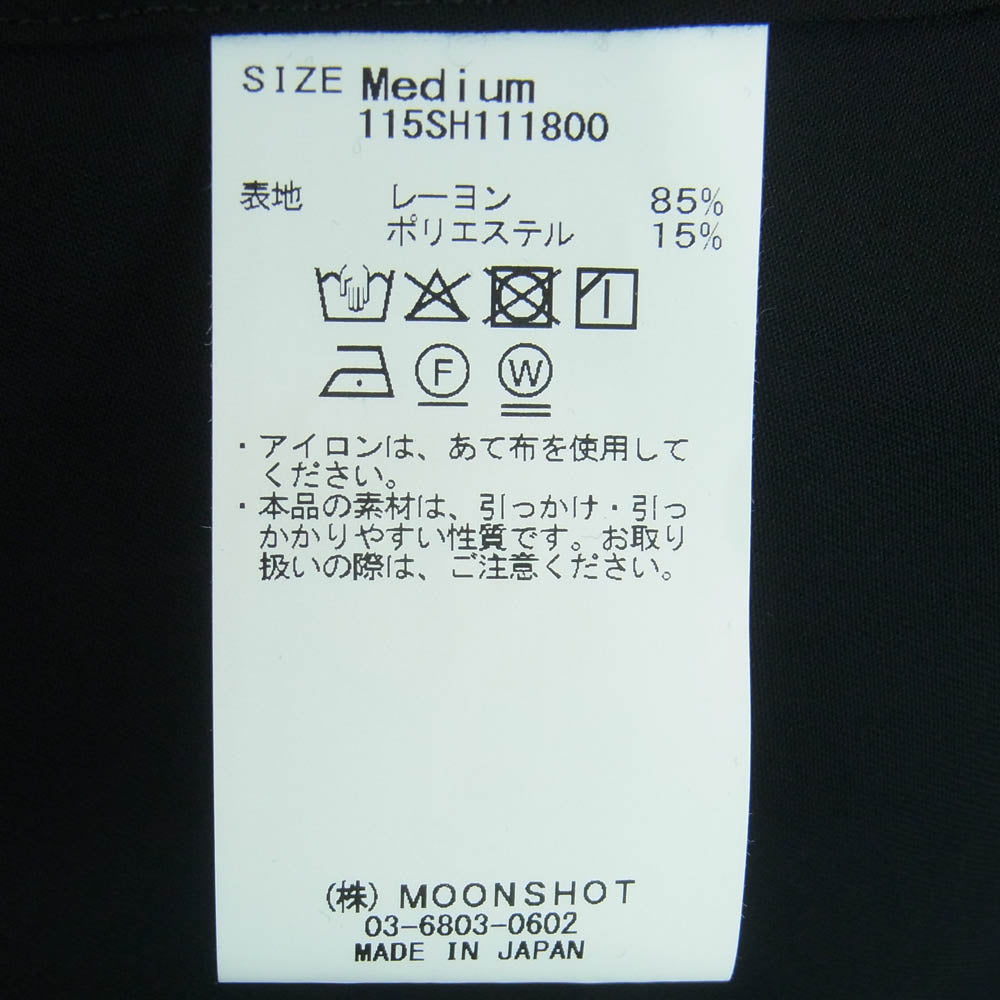 SIZE Medium
115SH111800
表地 レーヨン 85%
ポリエステル 15%
F W
・アイロンは、あて布を使用して
ください。
・本品の素材は、引っかけ・引っ
かかりやすい性質です。お取り
扱いの際は、ご注意ください。
(株) MOONSHOT
03-6803-0602
MADE IN JAPAN